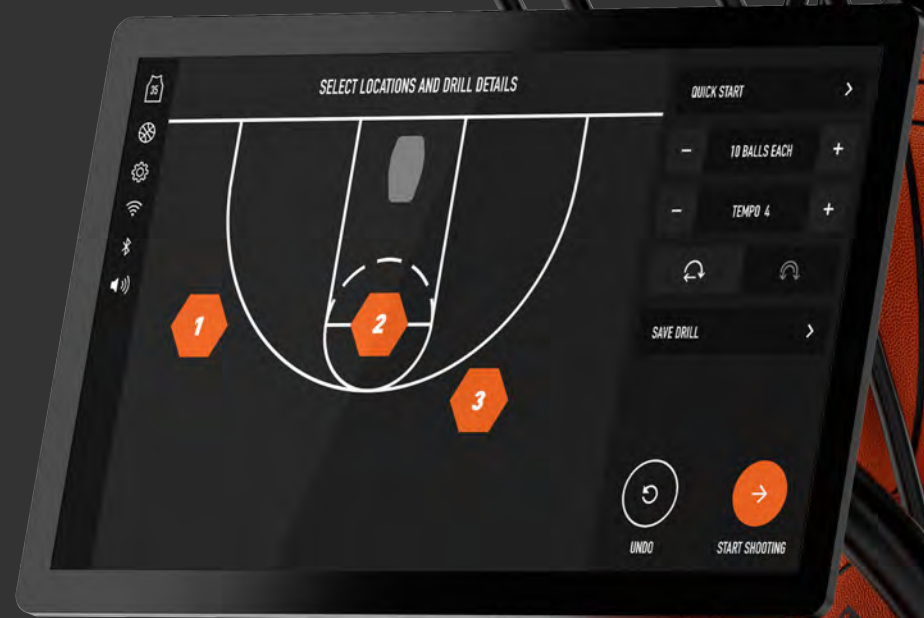 35
SELECT LOCATIONS AND DRILL DETAILS
QUICK START
10 BALLS EACH
TEMPO 4
SAVE DRILL
1
2
3
UNDO
START SHOOTING